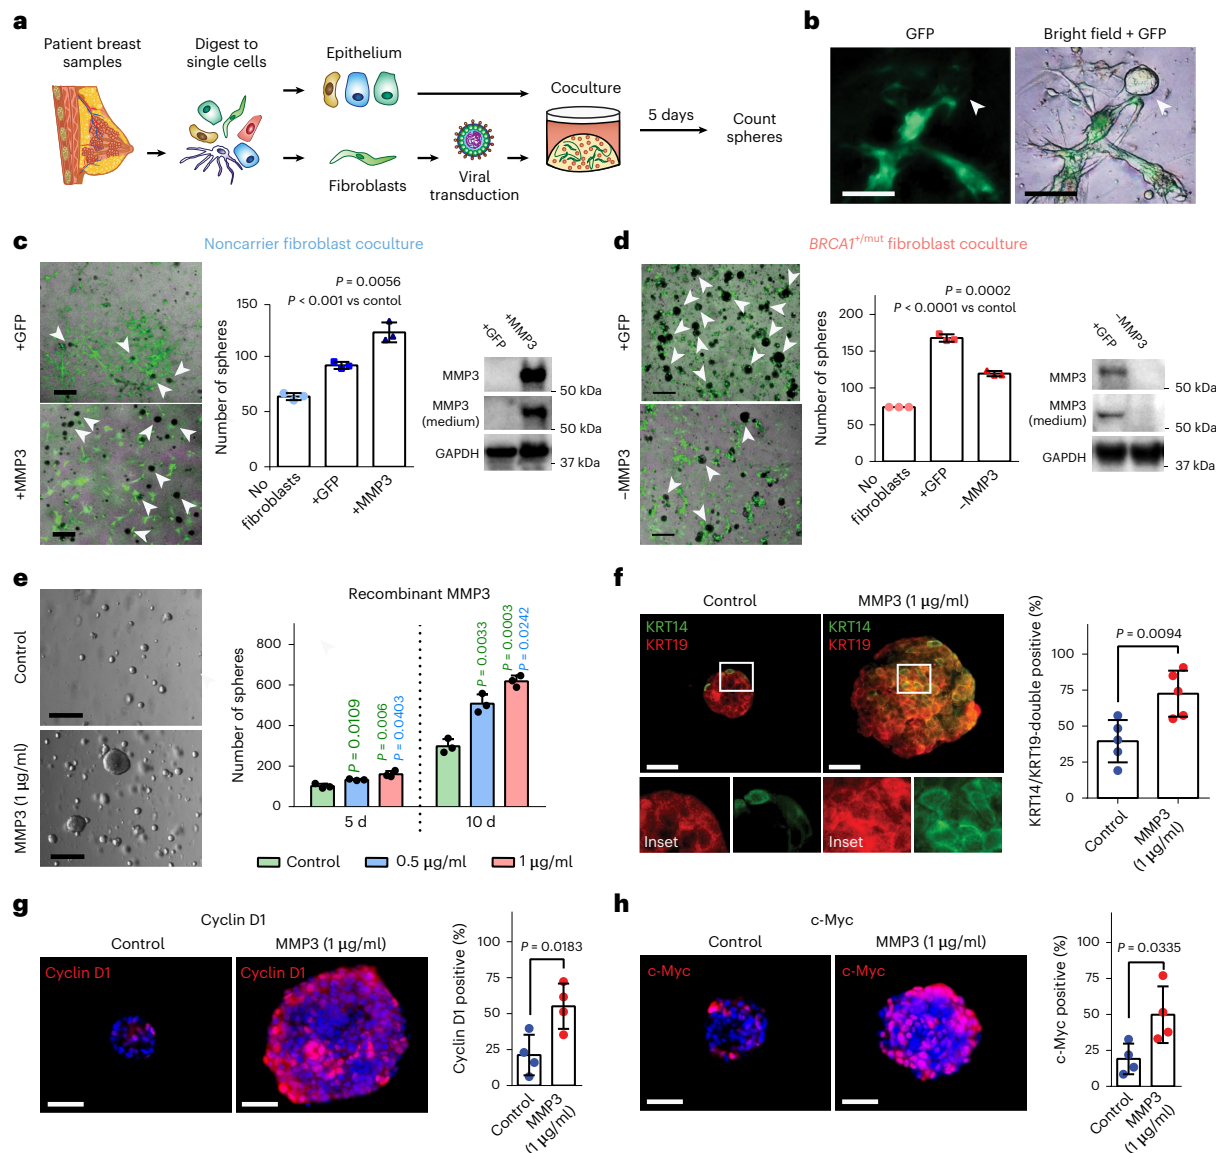 a
Patient breast
samples
Digest to
single cells
Epithelium
Fibroblasts
Viral
transduction
Coculture
5 days
Count
spheres
b
GFP
Bright field + GFP
c
Noncarrier fibroblast coculture
+GFP
+MMP3
Number of spheres
150
100
50
0
P = 0.0056
P < 0.001 vs contol
No
fibroblasts
+GFP
+MMP3
+GFP
+MMP3
MMP3
50 kDa
MMP3
(medium)
50 kDa
GAPDH
37 kDa
d
BRCA1+/mut fibroblast coculture
+GFP
−MMP3
Number of spheres
200
150
100
50
0
P = 0.0002
P < 0.0001 vs contol
No
fibroblasts
+GFP
−MMP3
+GFP
−MMP3
MMP3
50 kDa
MMP3
(medium)
50 kDa
GAPDH
37 kDa
e
Control
MMP3 (1 µg/ml)
Recombinant MMP3
Number of spheres
800
600
400
200
0
P = 0.0109
P = 0.006
P = 0.0403
P = 0.0033
P = 0.0003
P = 0.0242
5 d
10 d
Control
0.5 µg/ml
1 µg/ml
f
Control
MMP3 (1 µg/ml)
KRT14
KRT19
KRT14
KRT19
Inset
Inset
KRT14/KRT19-double positive (%)
100
75
50
25
0
P = 0.0094
Control
MMP3
(1 µg/ml)
g
Cyclin D1
Control
MMP3 (1 µg/ml)
Cyclin D1
Cyclin D1
Cyclin D1 positive (%)
100
75
50
25
0
P = 0.0183
Control
MMP3
(1 µg/ml)
h
c-Myc
Control
MMP3 (1 µg/ml)
c-Myc
c-Myc
c-Myc positive (%)
100
75
50
25
0
P = 0.0335
Control
MMP3
(1 µg/ml)